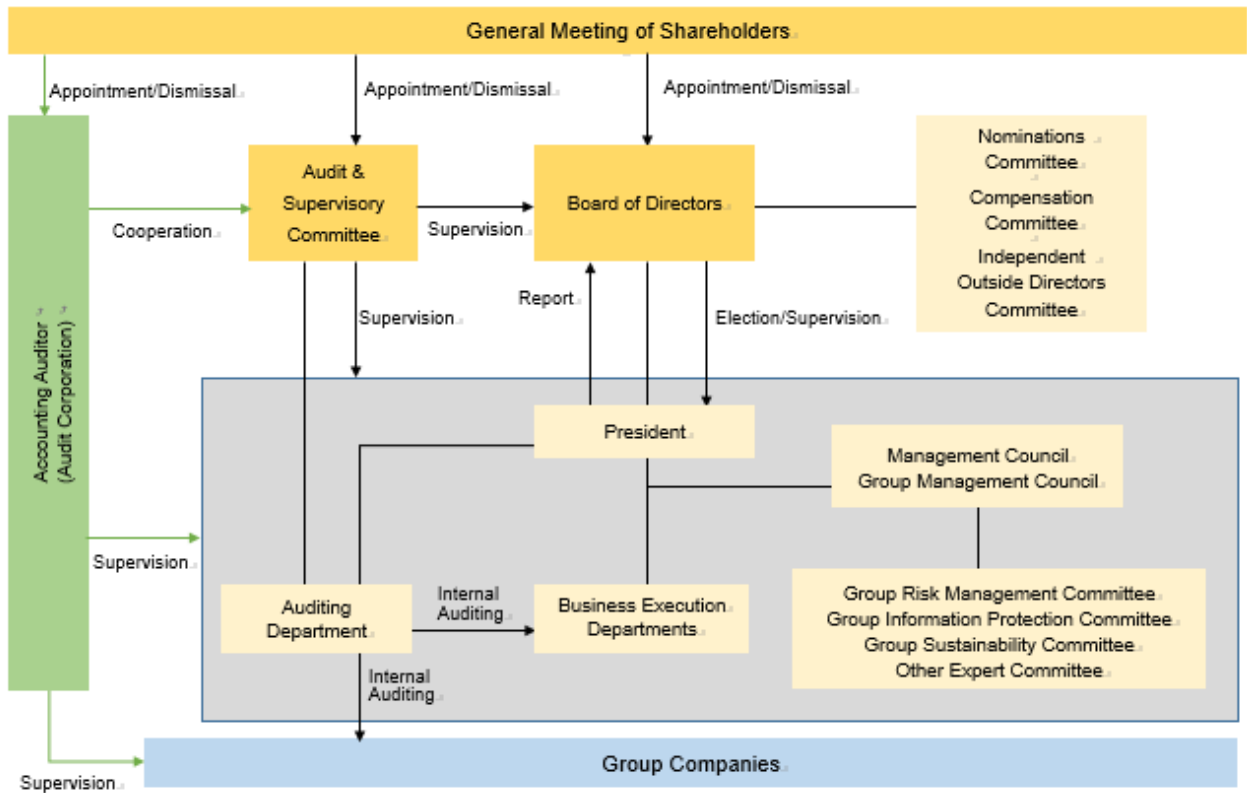 General Meeting of Shareholders
Appointment/Dismissal
Appointment/Dismissal
Appointment/Dismissal
Accounting Auditor
(Audit Corporation)
Audit &
Supervisory
Committee
Board of Directors
Nominations
Committee
Compensation
Committee
Independent
Outside Directors
Committee
Cooperation
Supervision
Supervision
Report
Election/Supervision
President
Management Council
Group Management Council
Supervision
Auditing
Department
Internal
Auditing
Business Execution
Departments
Group Risk Management Committee
Group Information Protection Committee
Group Sustainability Committee
Other Expert Committee
Internal
Auditing
Supervision
Group Companies